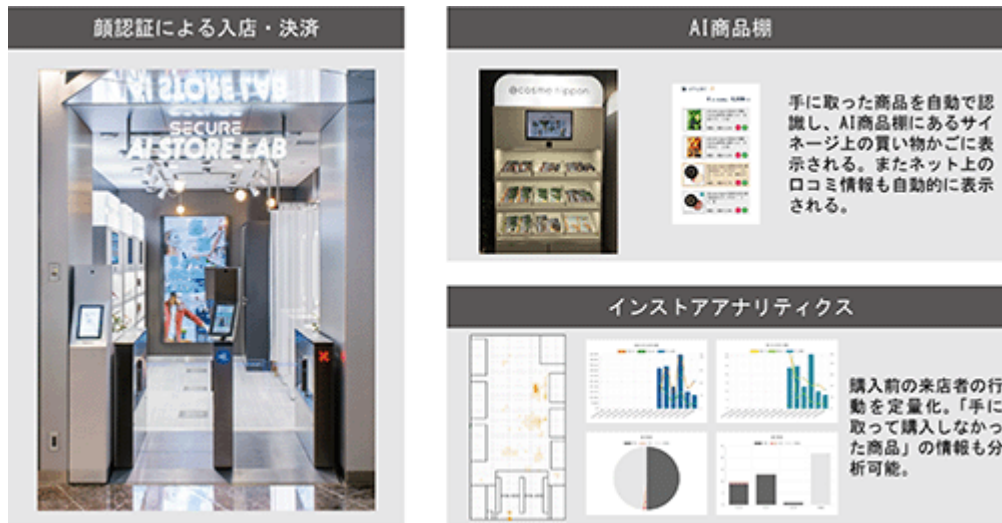 顔認証による入店・決済
AI STORE LAB
SECURE
AI STORE LAB
AI商品棚
@cosme nippon
手に取った商品を自動で認
識し、AI商品棚にあるサイ
ネージ上の買い物かごに表
示される。またネット上の
口コミ情報も自動的に表示
される。
インストアアナリティクス
購入前の来店者の行
動を定量化。「手に
取って購入しなかっ
た商品」の情報も分
析可能。